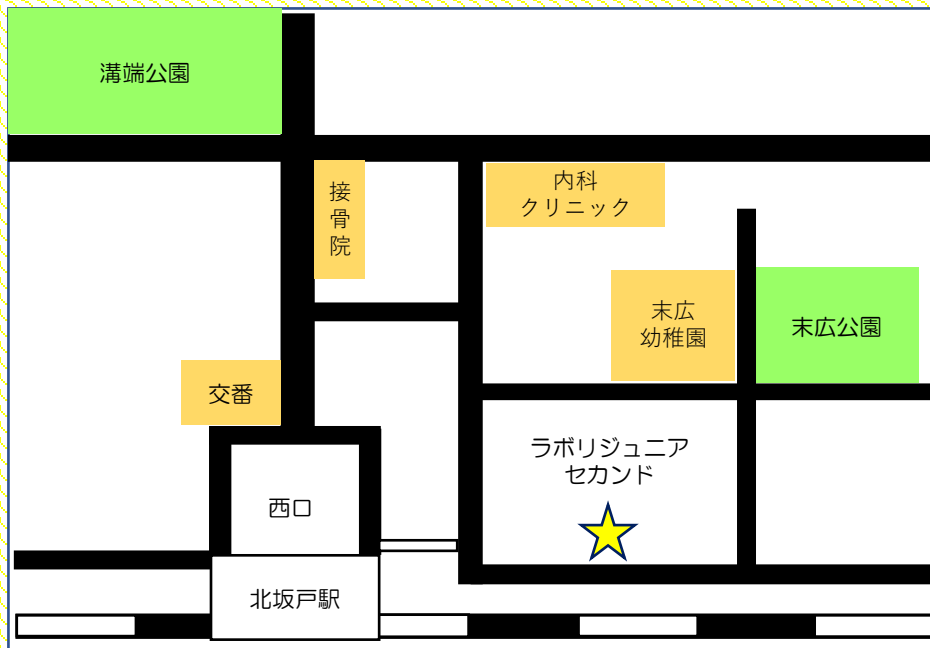 溝端公園
接
骨
院
内科
クリニック
末広
幼稚園
末広公園
交番
ラボリジュニア
セカンド
西口
北坂戸駅